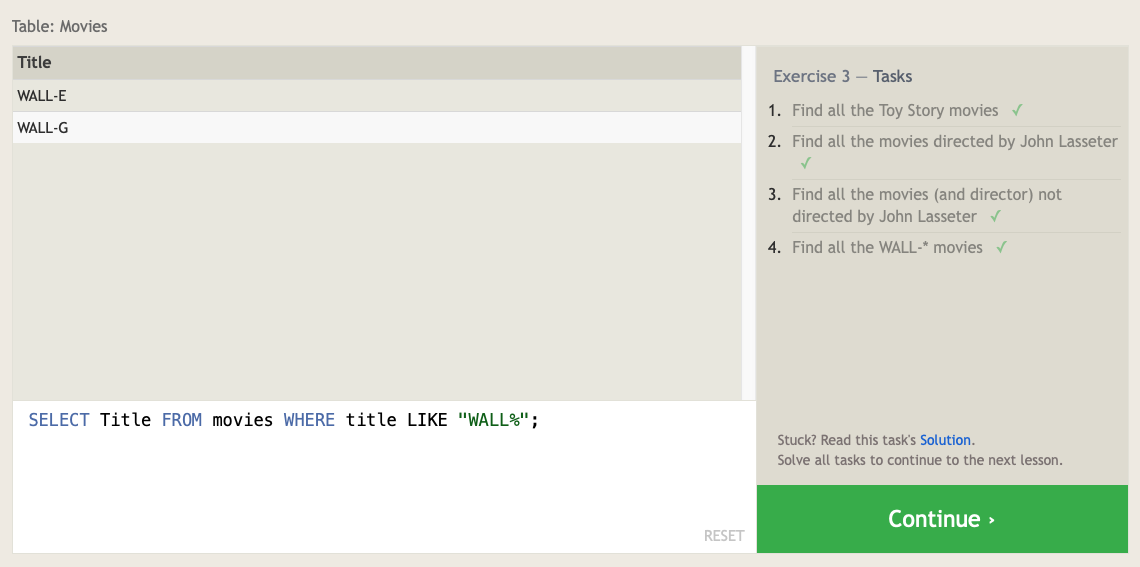 Table: Movies
Title
WALL-E
WALL-G
SELECT Title FROM movies WHERE title LIKE "WALL%";
RESET
Exercise 3 — Tasks
1. Find all the Toy Story movies ✓
2. Find all the movies directed by John Lasseter
✓
3. Find all the movies (and director) not
directed by John Lasseter ✓
4. Find all the WALL-* movies ✓
Stuck? Read this task's Solution.
Solve all tasks to continue to the next lesson.
Continue ›